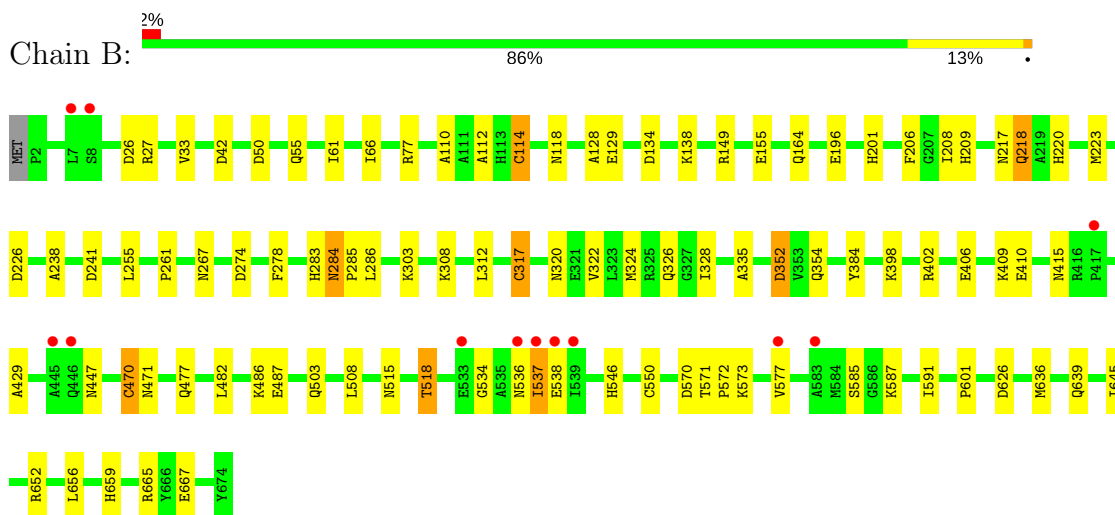 2%
Chain B:
86% 13% •
MET P2 L7 S8 D26 R27 V33 D42 D50 Q55 I61 I66 R77 A110 A111 A112 H113 C114 N118 A128 E129 D134 K138 R149 E155 Q164 E196 H201 F206 G207 I208 H209 N217 Q218 A219 H220 M223
D226 A238 D241 L255 P261 N267 D274 F278 H283 N284 P285 L286 K303 K308 L312 C317 N320 E321 V322 L323 M324 R325 Q326 G327 I328 A335 D352 V353 Q354 Y384 K398 R402 E406 K409 E410 N415 R416 P417
A429 A445 Q446 N447 C470 N471 Q477 L482 K486 E487 Q503 L508 N515 T518 E533 G534 A535 N536 I537 E538 I539 H546 C550 D570 T571 P572 K573 V577 A583 M584 S585 G586 K587 I591 P601 D626 M636 Q639
R652 L656 H659 R665 Y666 E667 Y674